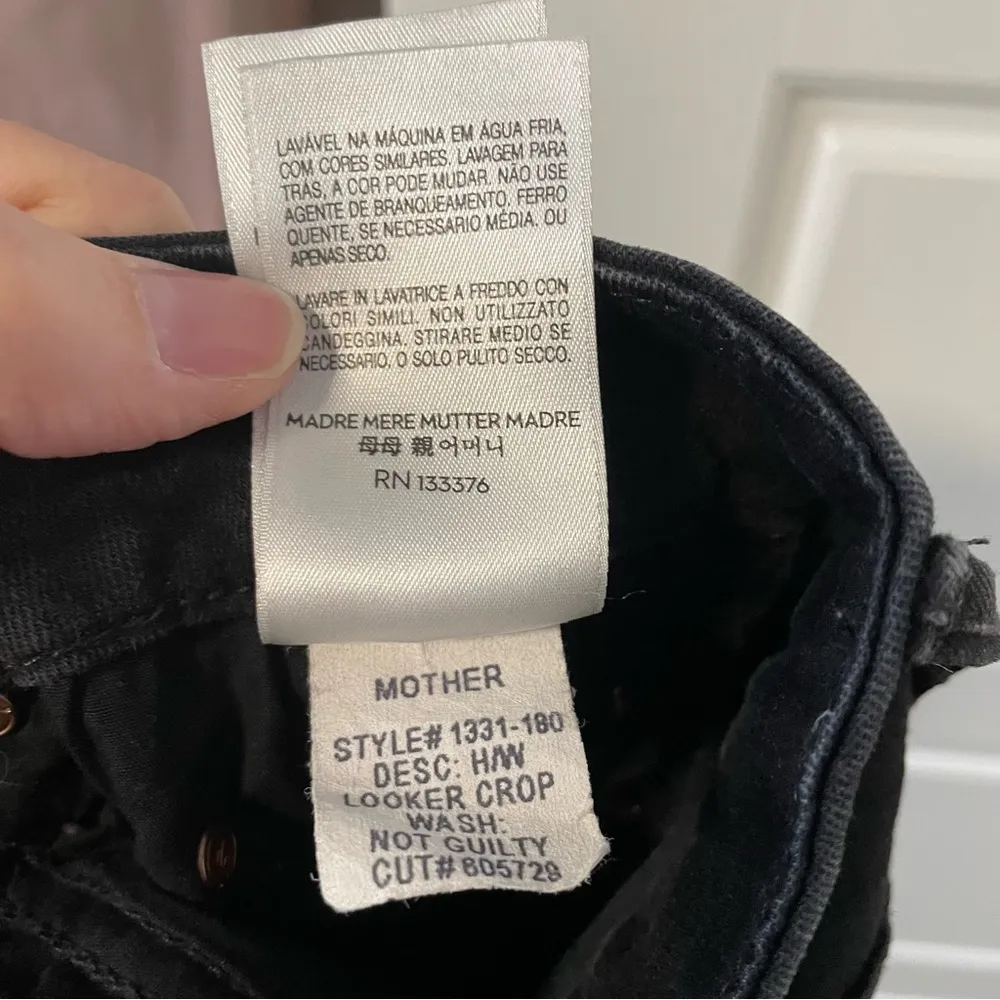 LAVÁVEL NA MÁQUINA EM ÁGUA FRIA,
COM CORES SIMILARES, LAVAGEM PARA
TRÁS, A COR PODE MUDAR. NÃO USE
AGENTE DE BRANQUEAMENTO. FERRO
QUENTE, SE NECESSARIO MÉDIA. OU
APENAS SECO.
LAVARE IN LAVATRICE A FREDDO CON
COLORI SIMILI. NON UTILIZZATO
CANDEGGINA. STIRARE MEDIO SE
NECESSARIO. O SOLO PULITO SECCO.
MADRE MERE MUTTER MADRE
母母 親 어머니
RN 133376
MOTHER
STYLE# 1331-180
DESC: H/W
LOOKER CROP
WASH:
NOT GUILTY
CUT# 605729